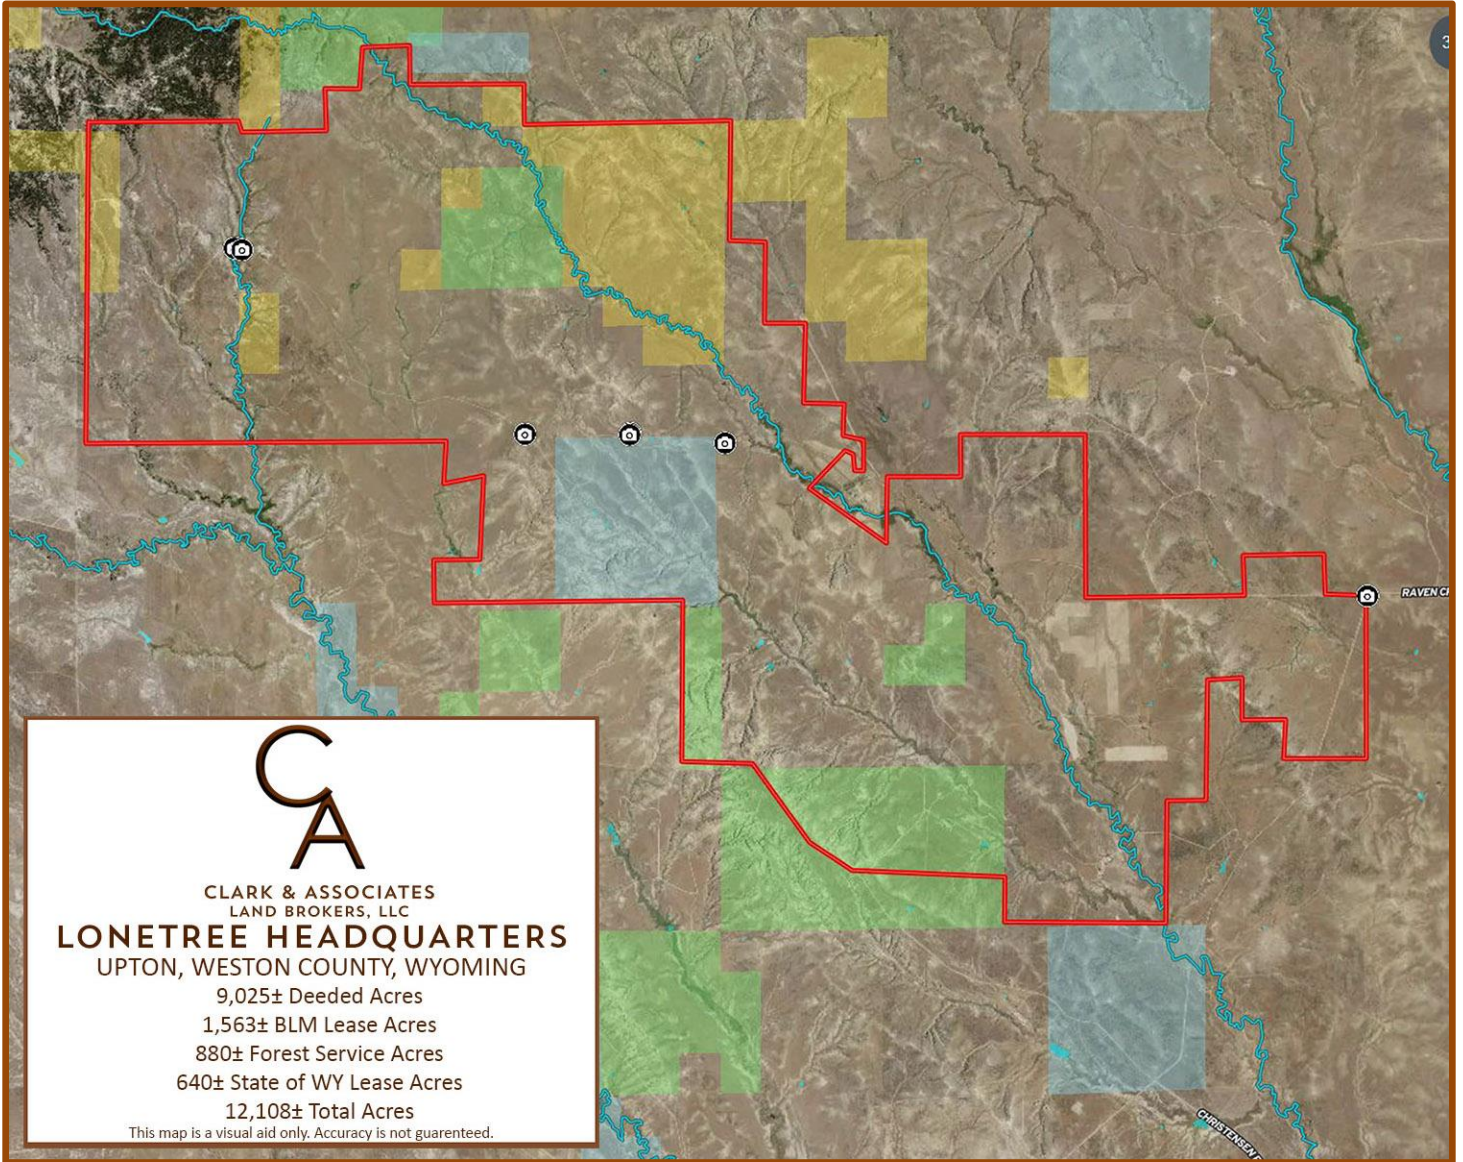 3
RAVEN C
CA
CLARK & ASSOCIATES
LAND BROKERS, LLC
LONETREE HEADQUARTERS
UPTON, WESTON COUNTY, WYOMING
9,025± Deeded Acres
1,563± BLM Lease Acres
880± Forest Service Acres
640± State of WY Lease Acres
12,108± Total Acres
This map is a visual aid only. Accuracy is not guarenteed.
CHRISTENSEN